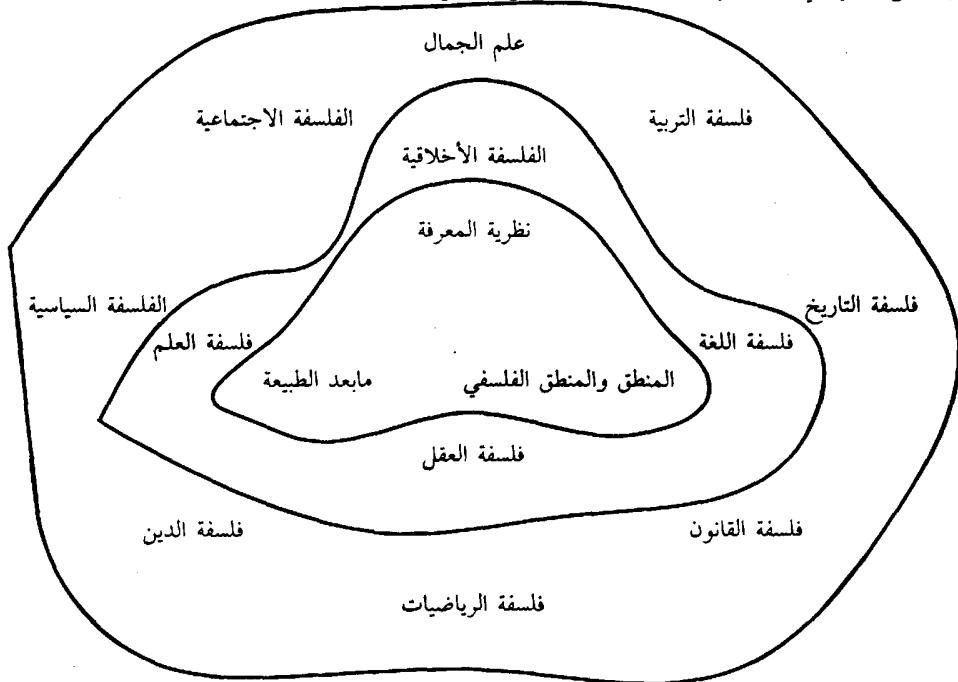 علم الجمال
فلسفة التربية
الفلسفة الاجتماعية
الفلسفة الأخلاقية
نظرية المعرفة
فلسفة التاريخ
الفلسفة السياسية
فلسفة اللغة
فلسفة العلم
المنطق والمنطق الفلسفي
مابعد الطبيعة
فلسفة العقل
فلسفة القانون
فلسفة الدين
فلسفة الرياضيات